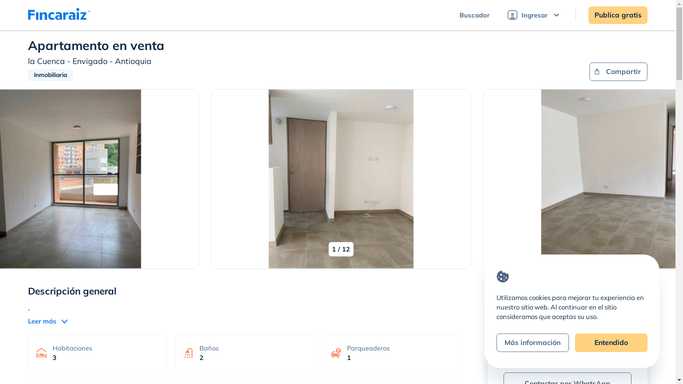 Fincaraiz
Buscador
Ingresar
Publica gratis
Apartamento en venta
la Cuenca - Envigado - Antioquia
Inmobiliaria
Compartir
1 / 12
Descripción general
.
Leer más
Habitaciones
3
Baños
2
Parqueaderos
1
Utilizamos cookies para mejorar tu experiencia en
nuestro sitio web. Al continuar en el sitio
consideramos que aceptas su uso.
Más información
Entendido
Contactar por WhatsApp